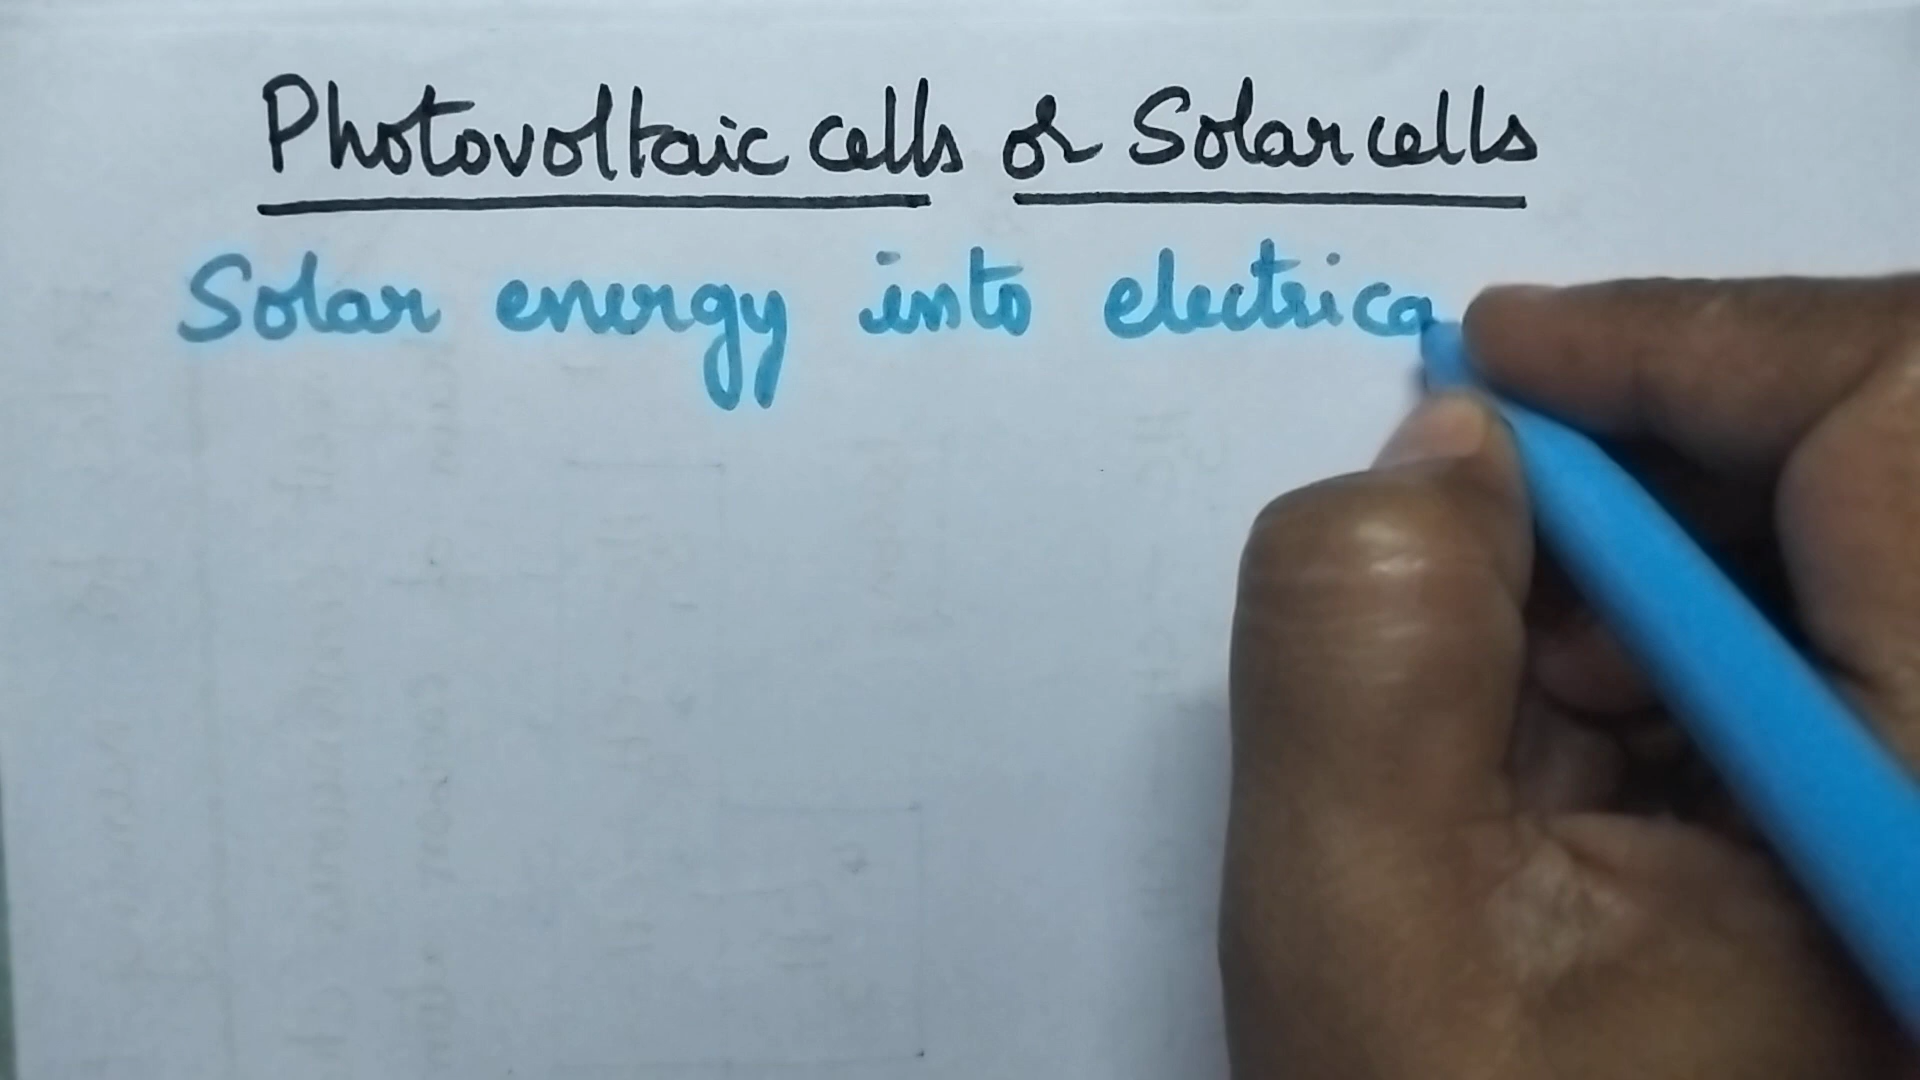 Photovoltaic cells or Solar cells
Solar energy into electrica